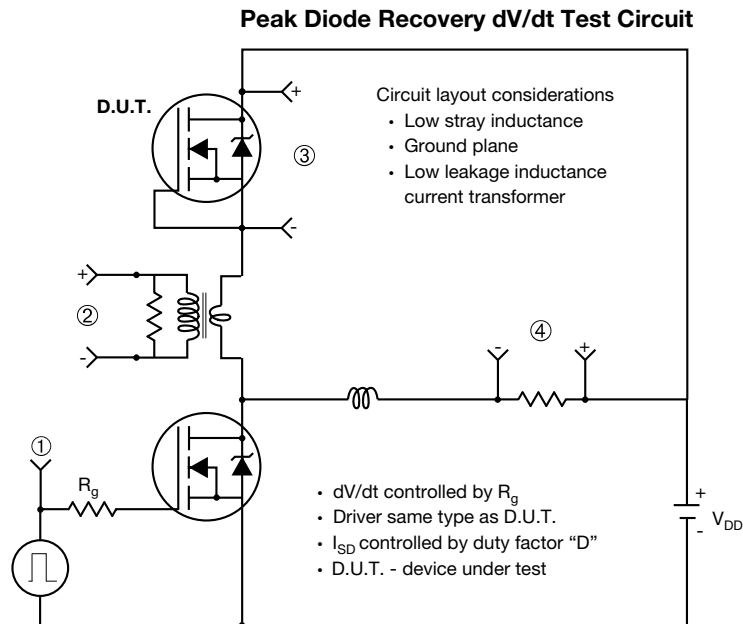 Peak Diode Recovery dV/dt Test Circuit
D.U.T.
+
Circuit layout considerations
• Low stray inductance
• Ground plane
• Low leakage inductance
current transformer
③
-
+
②
-
-
④
+
①
Rg
• dV/dt controlled by Rg
• Driver same type as D.U.T.
• ISD controlled by duty factor “D”
• D.U.T. - device under test
+
VDD
-